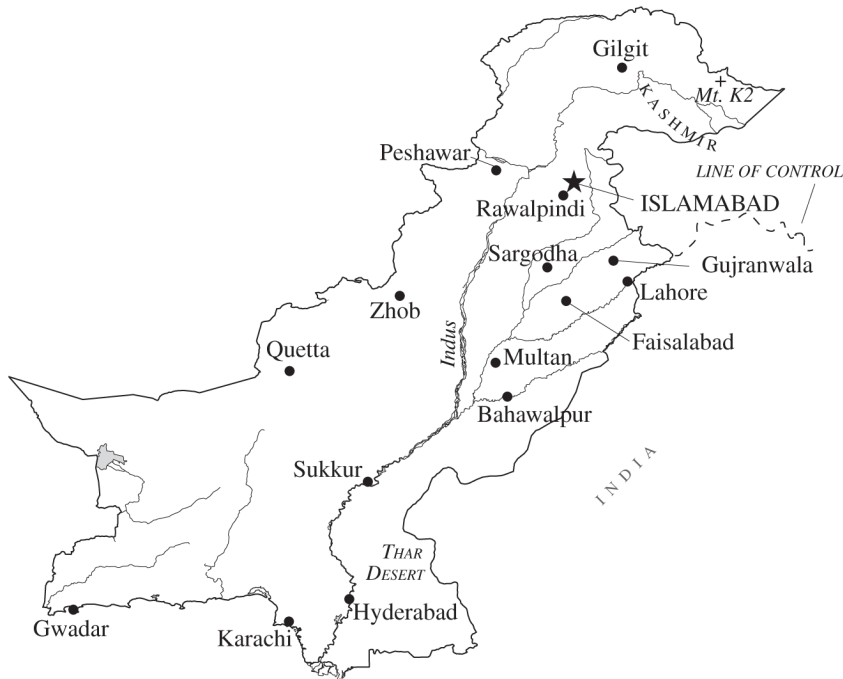 Gilgit
Mt. K2
KASHMIR
Peshawar
LINE OF CONTROL
ISLAMABAD
Rawalpindi
Sargodha
Gujranwala
Lahore
Zhob
Indus
Faisalabad
Quetta
Multan
Bahawalpur
INDIA
Sukkur
THAR
DESERT
Hyderabad
Gwadar
Karachi